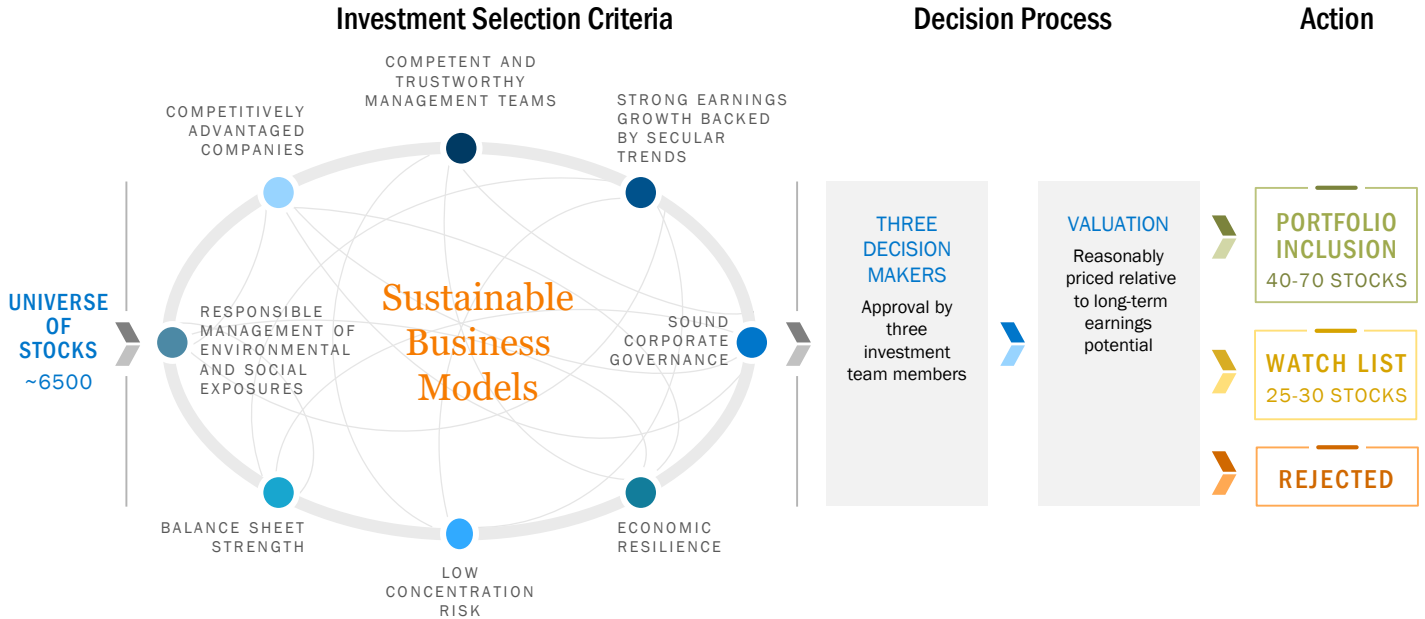 Investment Selection Criteria
Decision Process
Action
UNIVERSE
OF
STOCKS
~6500
COMPETITIVELY
ADVANTAGED
COMPANIES
COMPETENT AND
TRUSTWORTHY
MANAGEMENT TEAMS
STRONG EARNINGS
GROWTH BACKED
BY SECULAR
TRENDS
RESPONSIBLE
MANAGEMENT OF
ENVIRONMENTAL
AND SOCIAL
EXPOSURES
Sustainable
Business
Models
SOUND
CORPORATE
GOVERNANCE
BALANCE SHEET
STRENGTH
LOW
CONCENTRATION
RISK
ECONOMIC
RESILIENCE
THREE
DECISION
MAKERS
Approval by
three
investment
team members
VALUATION
Reasonably
priced relative
to long-term
earnings
potential
PORTFOLIO
INCLUSION
40-70 STOCKS
WATCH LIST
25-30 STOCKS
REJECTED